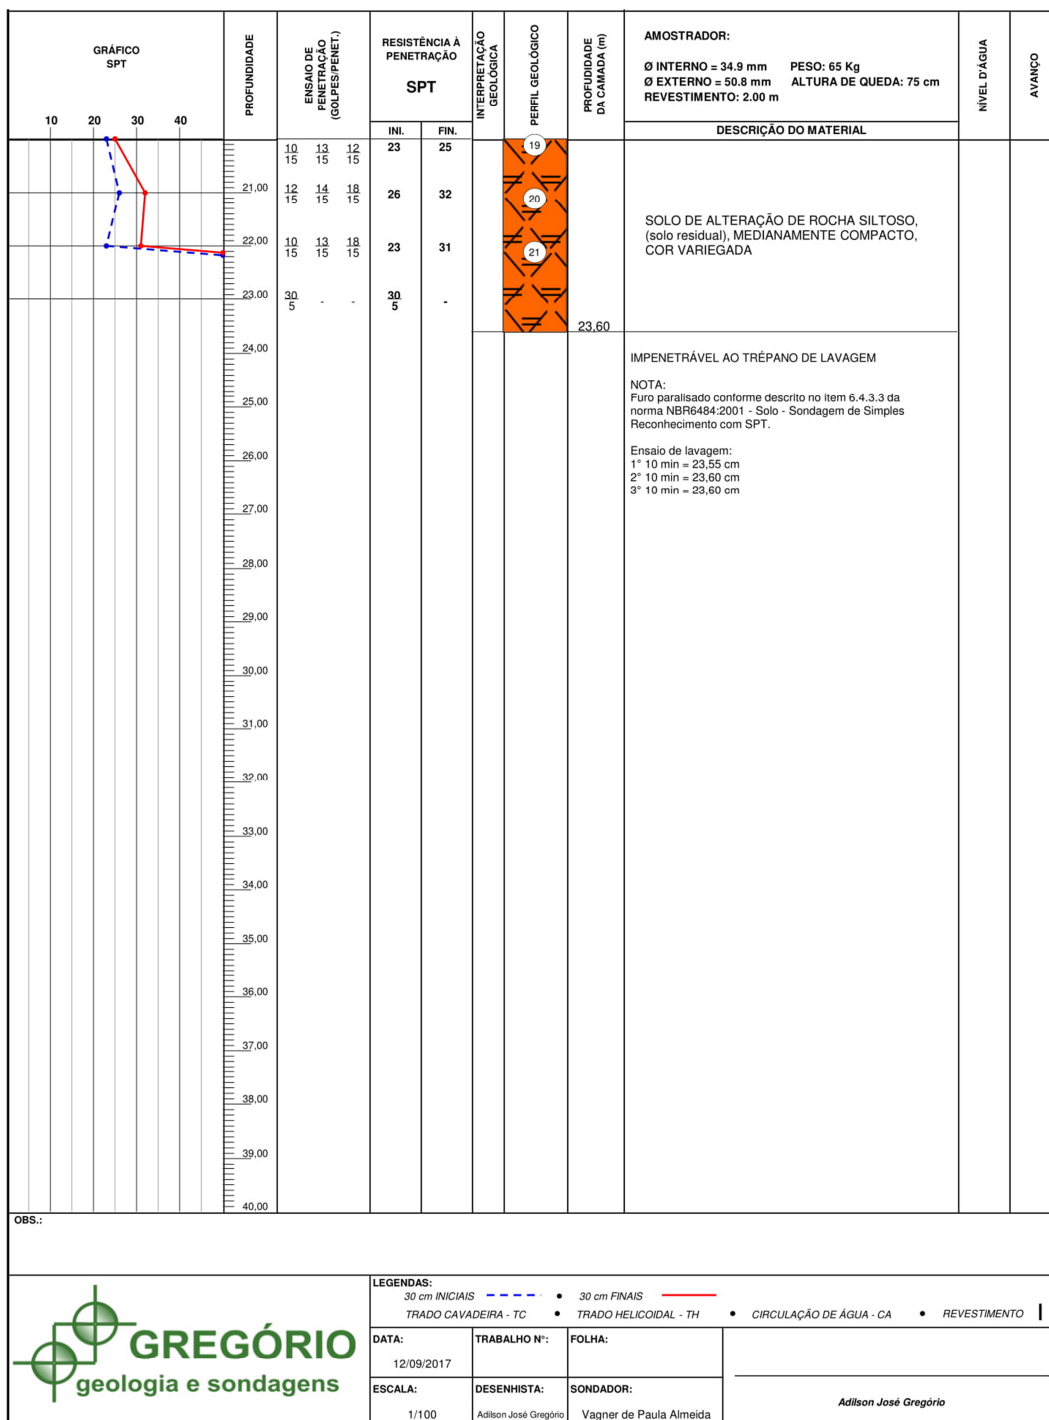 GRÁFICO
SPT
10 20 30 40
PROFUNDIDADE
ENSAIO DE
PENETRAÇÃO
(GOLPES/PENET.)
RESISTÊNCIA À
PENETRAÇÃO
SPT
INI. FIN.
INTERPRETAÇÃO
GEOLÓGICA
PERFIL GEOLÓGICO
PROFUDIDADE
DA CAMADA (m)
AMOSTRADOR:
Ø INTERNO = 34.9 mm PESO: 65 Kg
Ø EXTERNO = 50.8 mm ALTURA DE QUEDA: 75 cm
REVESTIMENTO: 2.00 m
DESCRIÇÃO DO MATERIAL
NÍVEL D'ÁGUA
AVANÇO
10 13 12 23 25 19
15 15 15
21,00 12 14 18 26 32 20
15 15 15
22,00 10 13 18 23 31 21
15 15 15
23,00 30 - - 30 -
5 5
SOLO DE ALTERAÇÃO DE ROCHA SILTOSO,
(solo residual), MEDIANAMENTE COMPACTO,
COR VARIEGADA
23,60
24,00
25,00
26,00
27,00
28,00
29,00
30,00
31,00
32,00
33,00
34,00
35,00
36,00
37,00
38,00
39,00
40,00
IMPENETRÁVEL AO TRÉPANO DE LAVAGEM
NOTA:
Furo paralisado conforme descrito no item 6.4.3.3 da
norma NBR6484:2001 - Solo - Sondagem de Simples
Reconhecimento com SPT.
Ensaio de lavagem:
1° 10 min = 23,55 cm
2° 10 min = 23,60 cm
3° 10 min = 23,60 cm
OBS.:
GREGÓRIO
geologia e sondagens
LEGENDAS:
30 cm INICIAIS • 30 cm FINAIS
TRADO CAVADEIRA - TC • TRADO HELICOIDAL - TH • CIRCULAÇÃO DE ÁGUA - CA • REVESTIMENTO
DATA: TRABALHO N°: FOLHA:
12/09/2017
ESCALA: DESENHISTA: SONDADOR:
1/100 Adilson José Gregório Vagner de Paula Almeida
Adilson José Gregório